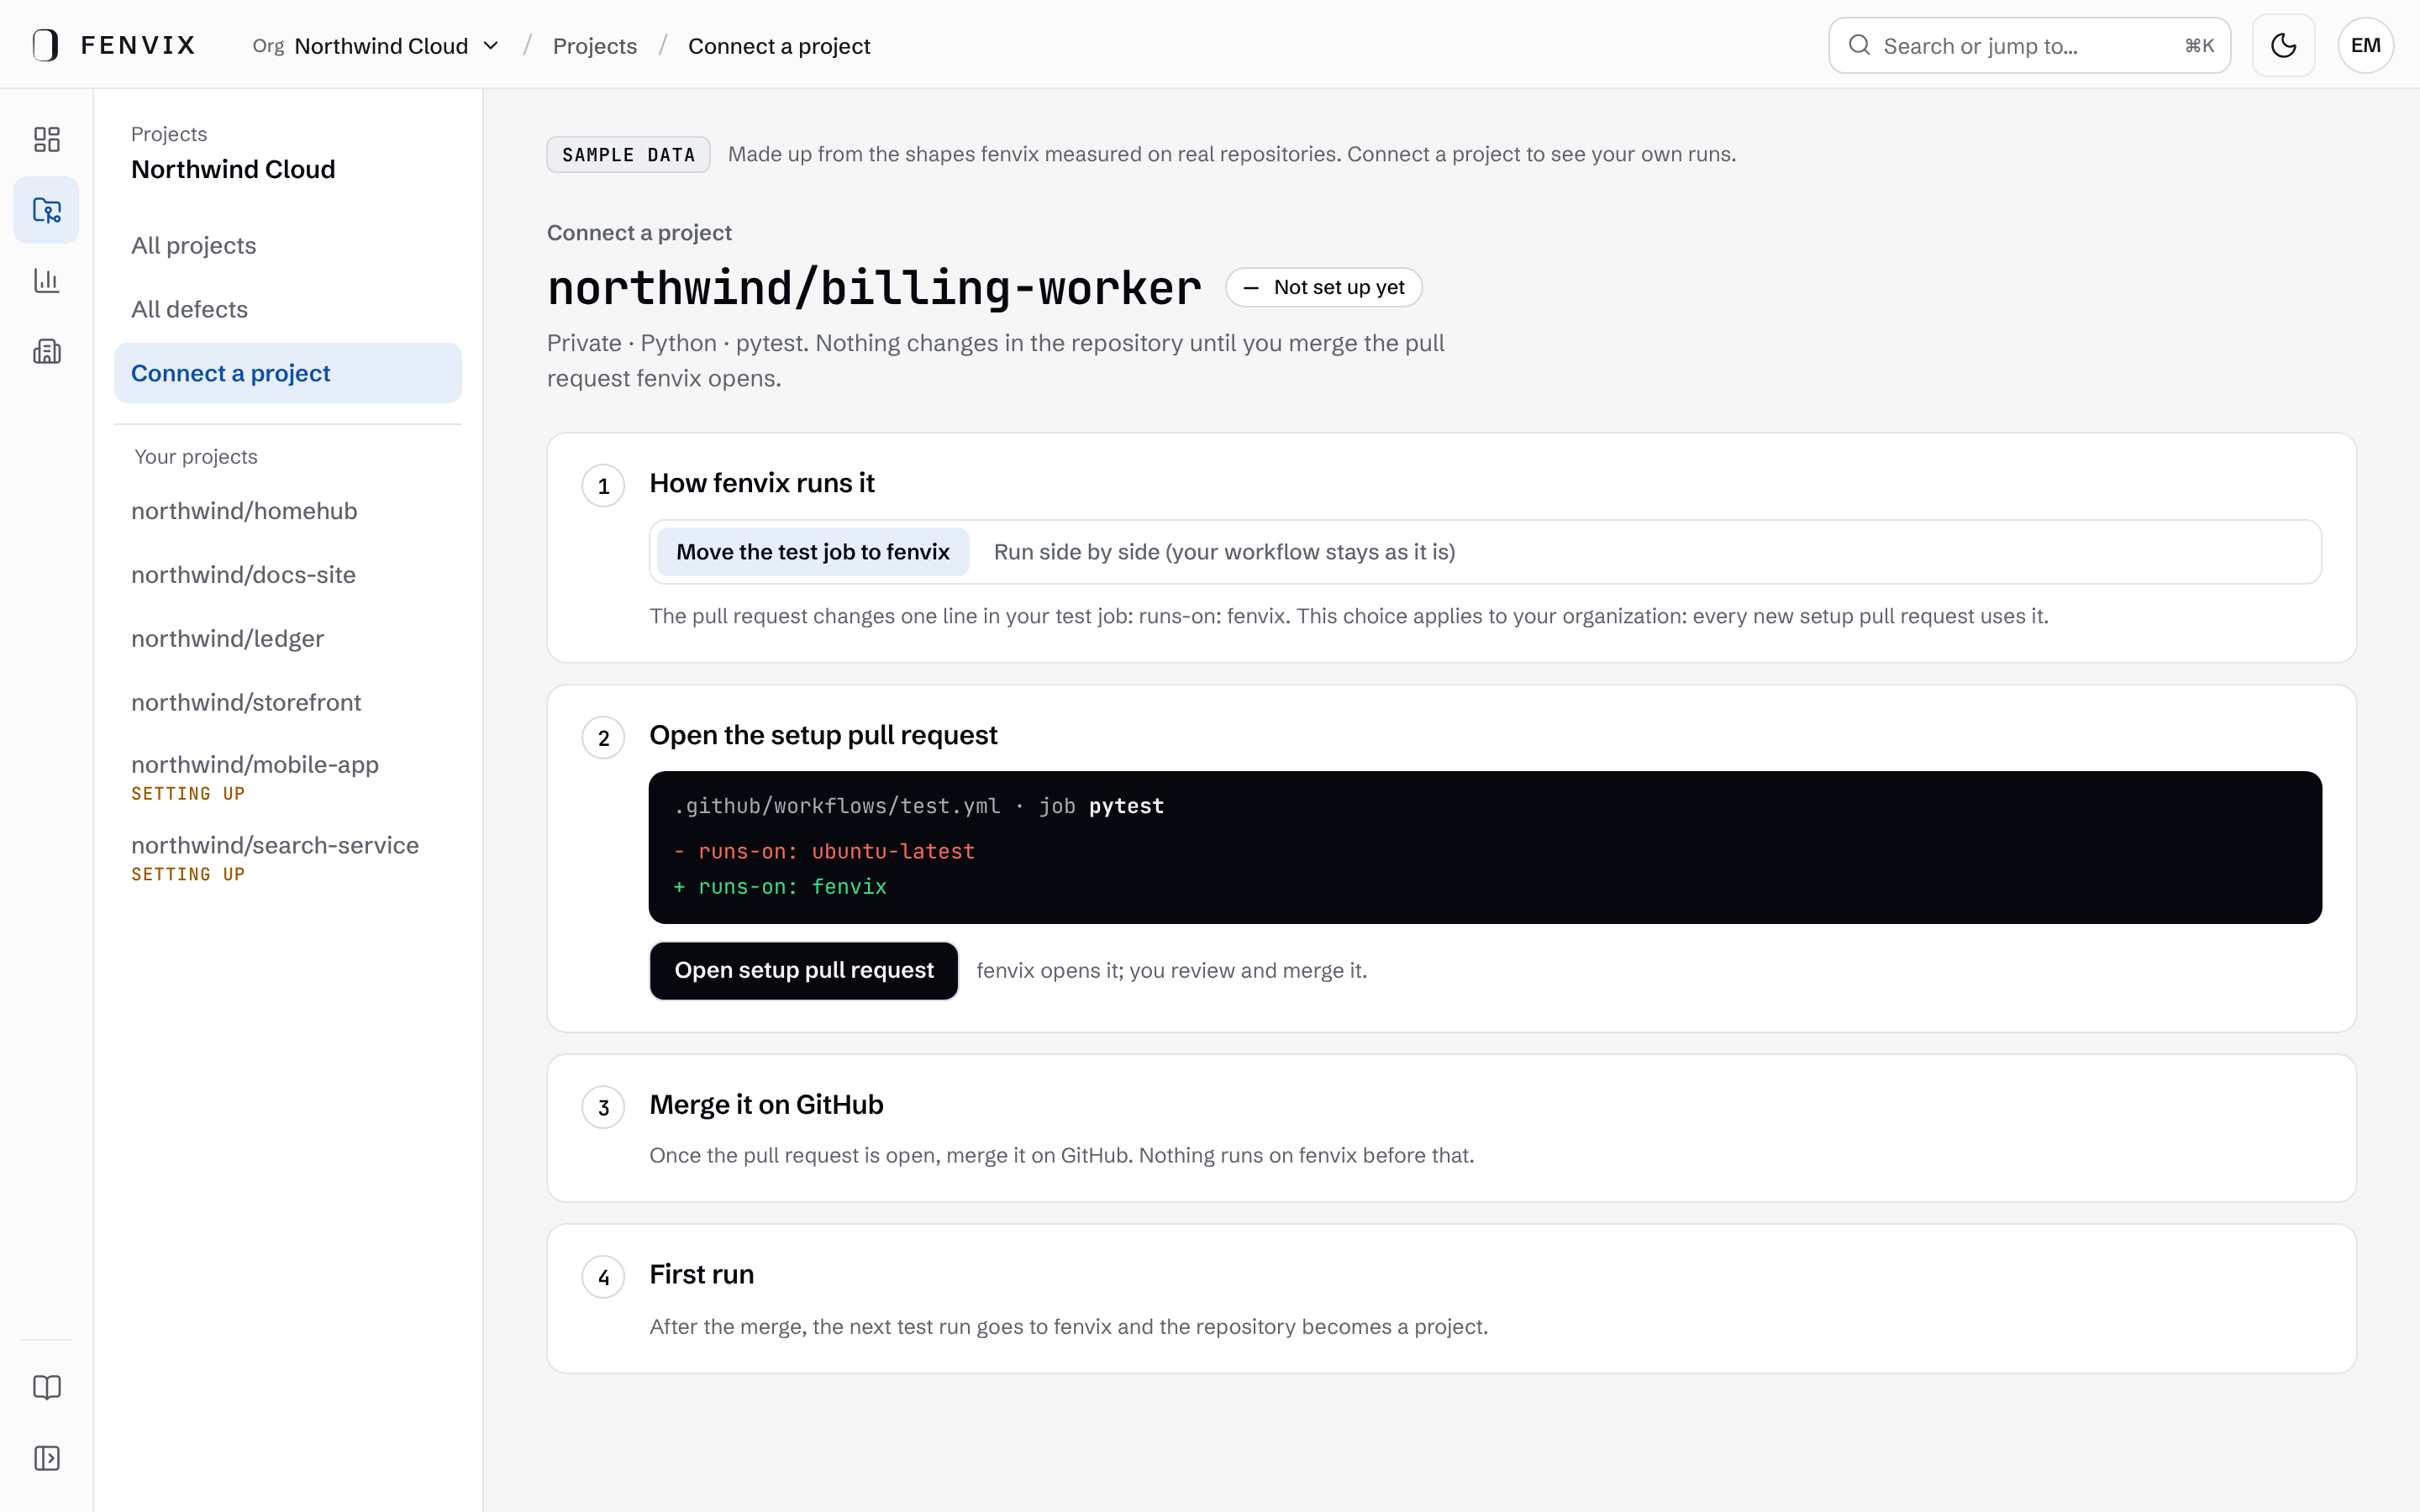 FENVIX
Org Northwind Cloud / Projects / Connect a project
Search or jump to... ⌘K
EM
Projects
Northwind Cloud
All projects
All defects
Connect a project
Your projects
northwind/homehub
northwind/docs-site
northwind/ledger
northwind/storefront
northwind/mobile-app
SETTING UP
northwind/search-service
SETTING UP
SAMPLE DATA Made up from the shapes fenvix measured on real repositories. Connect a project to see your own runs.
Connect a project
northwind/billing-worker – Not set up yet
Private · Python · pytest. Nothing changes in the repository until you merge the pull
request fenvix opens.
1 How fenvix runs it
Move the test job to fenvix Run side by side (your workflow stays as it is)
The pull request changes one line in your test job: runs-on: fenvix. This choice applies to your organization: every new setup pull request uses it.
2 Open the setup pull request
.github/workflows/test.yml · job pytest
- runs-on: ubuntu-latest
+ runs-on: fenvix
Open setup pull request fenvix opens it; you review and merge it.
3 Merge it on GitHub
Once the pull request is open, merge it on GitHub. Nothing runs on fenvix before that.
4 First run
After the merge, the next test run goes to fenvix and the repository becomes a project.